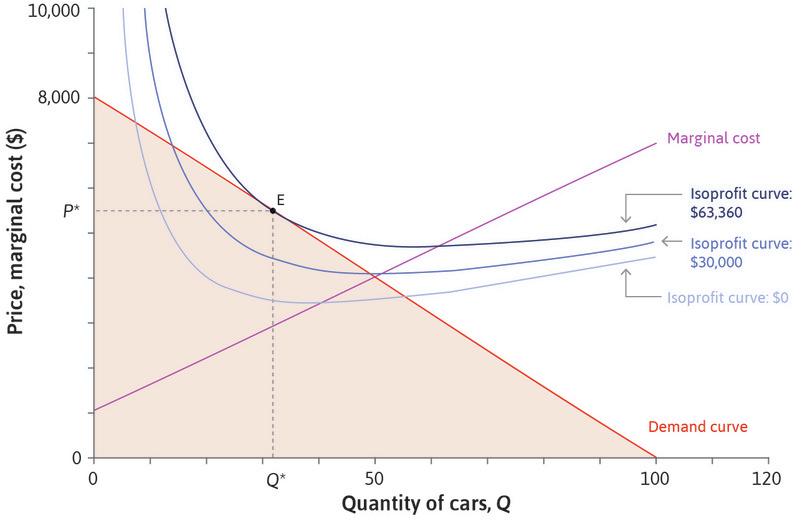 10,000
8,000
Price, marginal cost ($)
P*
E
Marginal cost
Isoprofit curve:
$63,360
Isoprofit curve:
$30,000
Isoprofit curve: $0
Demand curve
0
0
Q*
50
100
120
Quantity of cars, Q